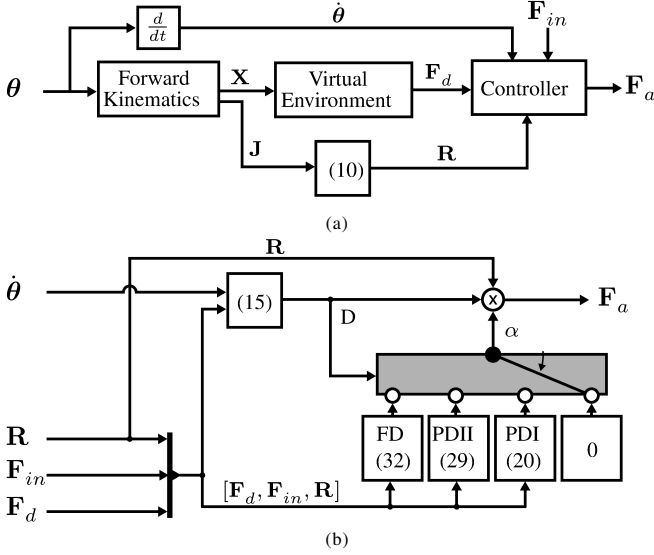 θ̇
F_in
d/dt
θ
Forward
Kinematics
X
Virtual
Environment
F_d
Controller
F_a
J
(10)
R
(a)
R
θ̇
(15)
D
x
F_a
α
R
F_in
F_d
FD
(32)
PDII
(29)
PDI
(20)
0
[F_d, F_in, R]
(b)